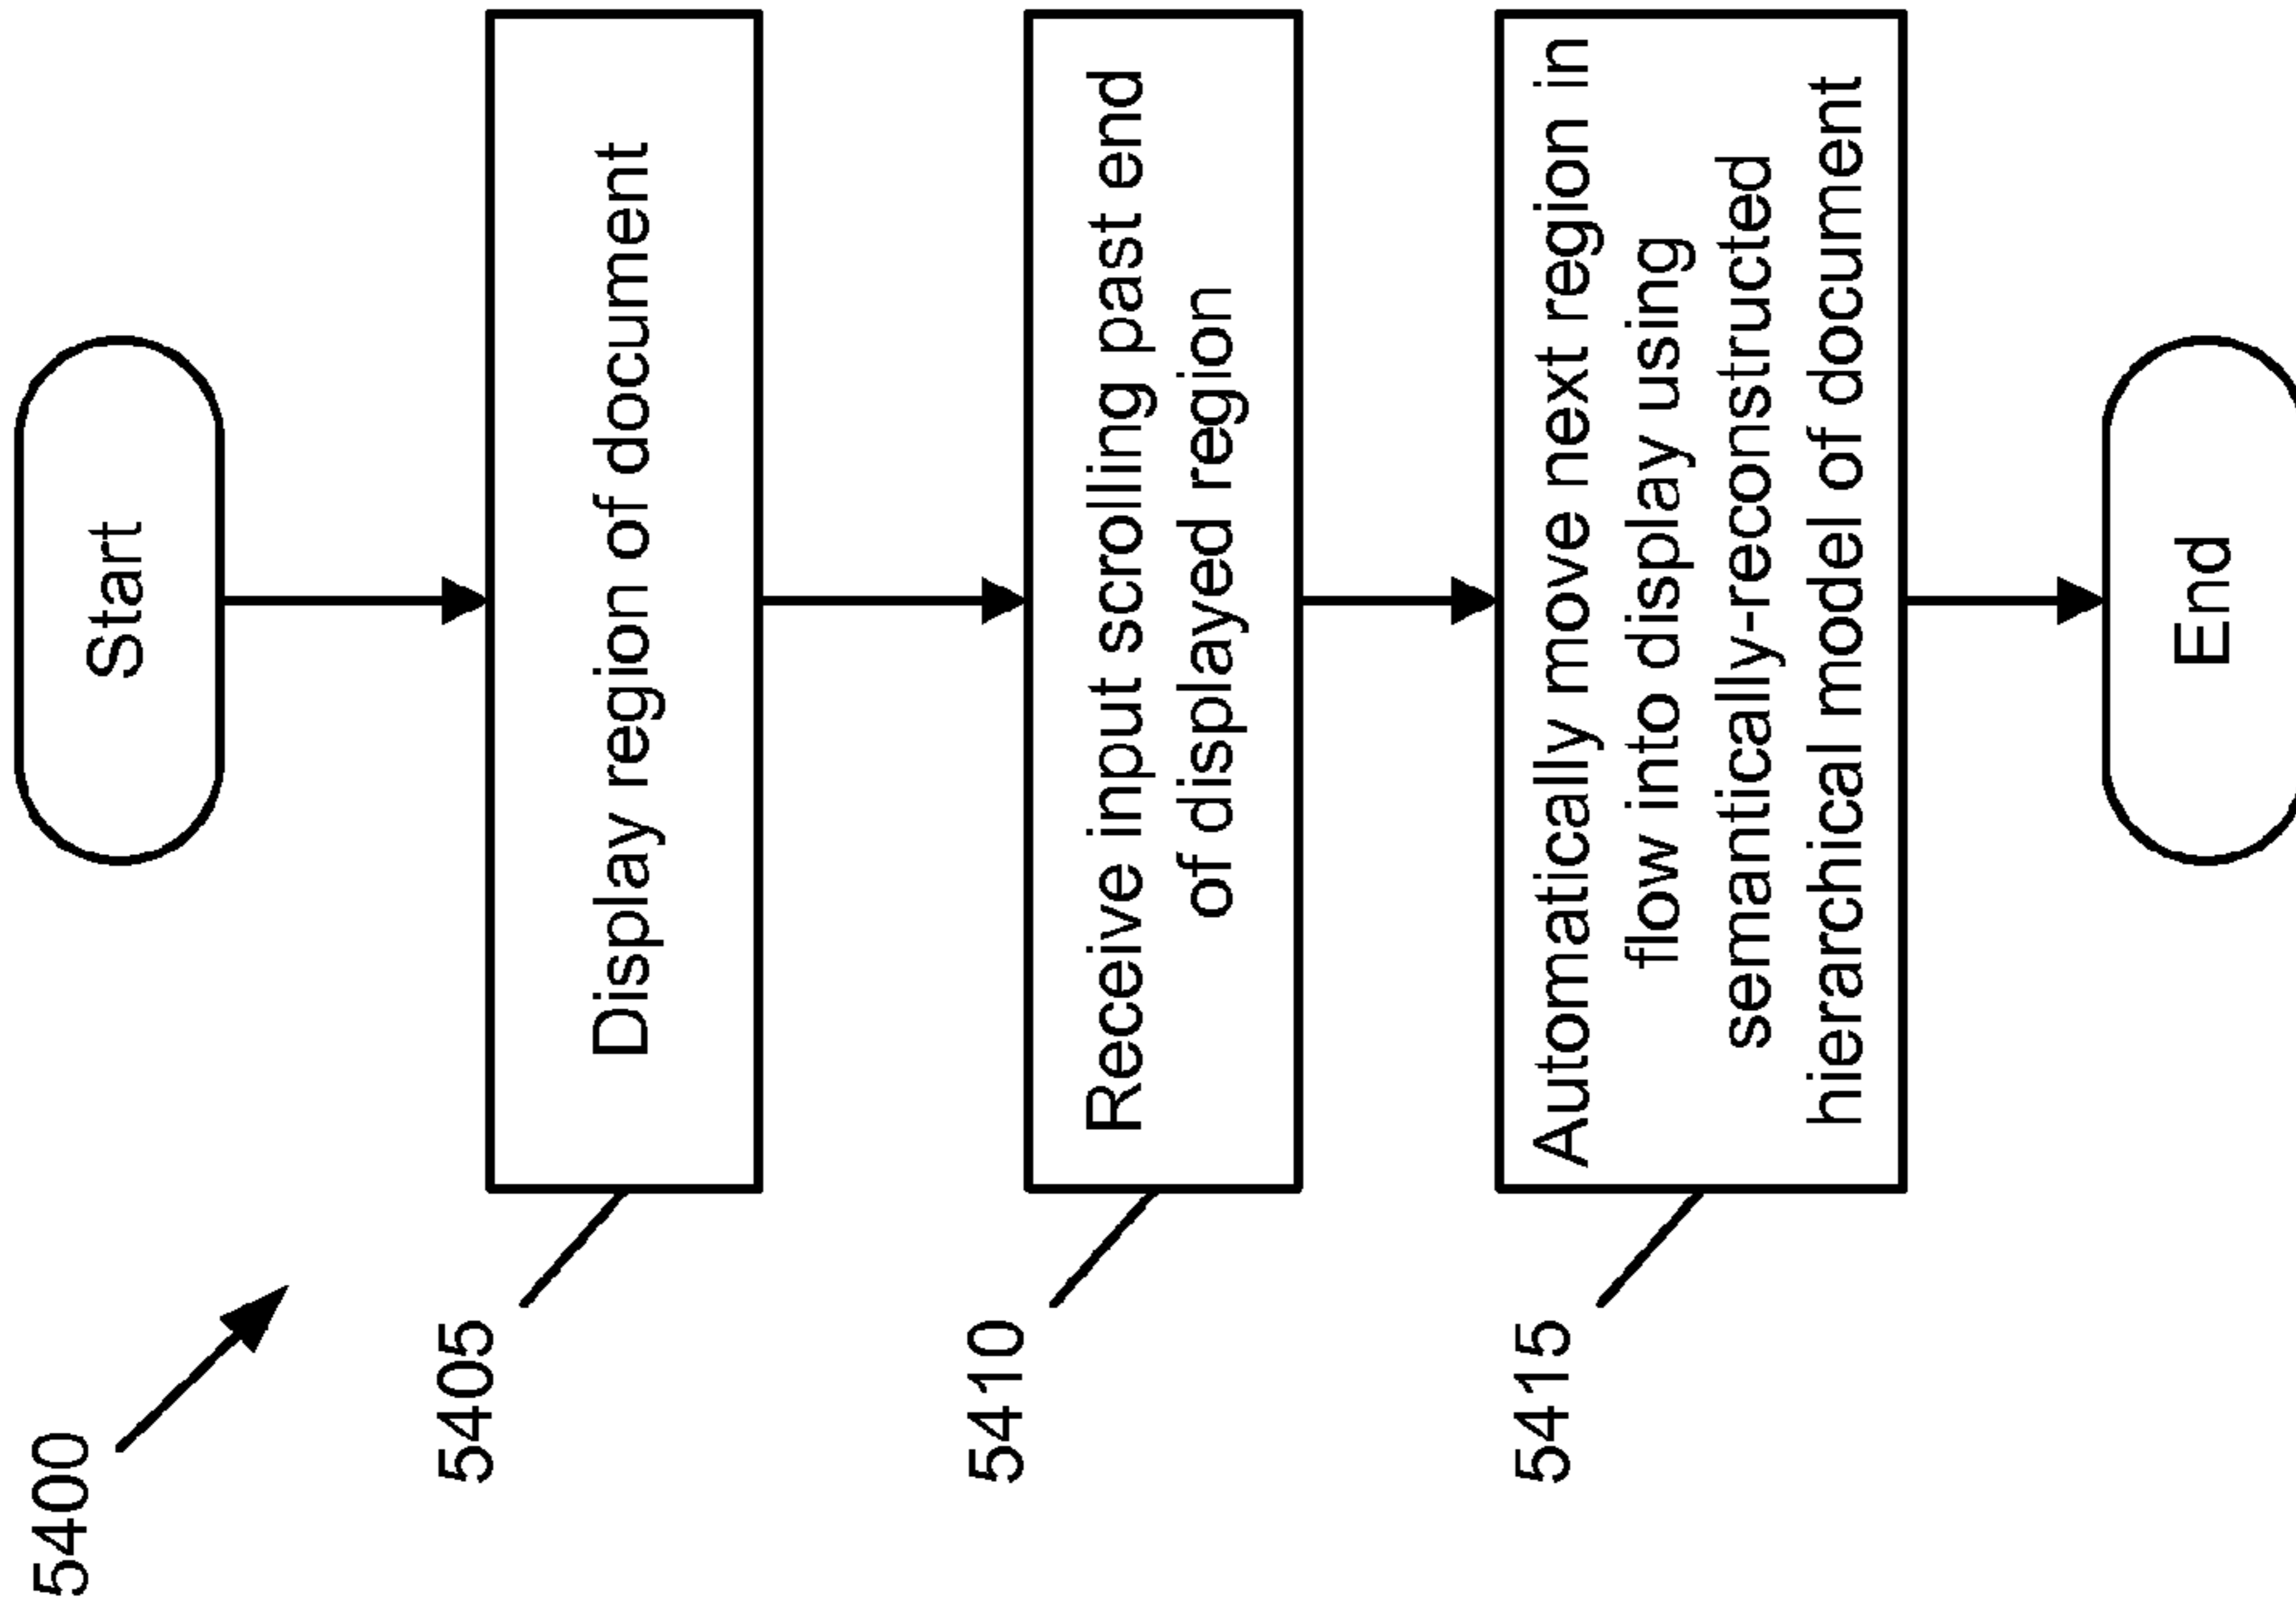 5400
Start
5405
Display region of document
5410
Receive input scrolling past end
of displayed region
5415
Automatically move next region in
flow into display using
semantically-reconstructed
hierarchical model of document
End